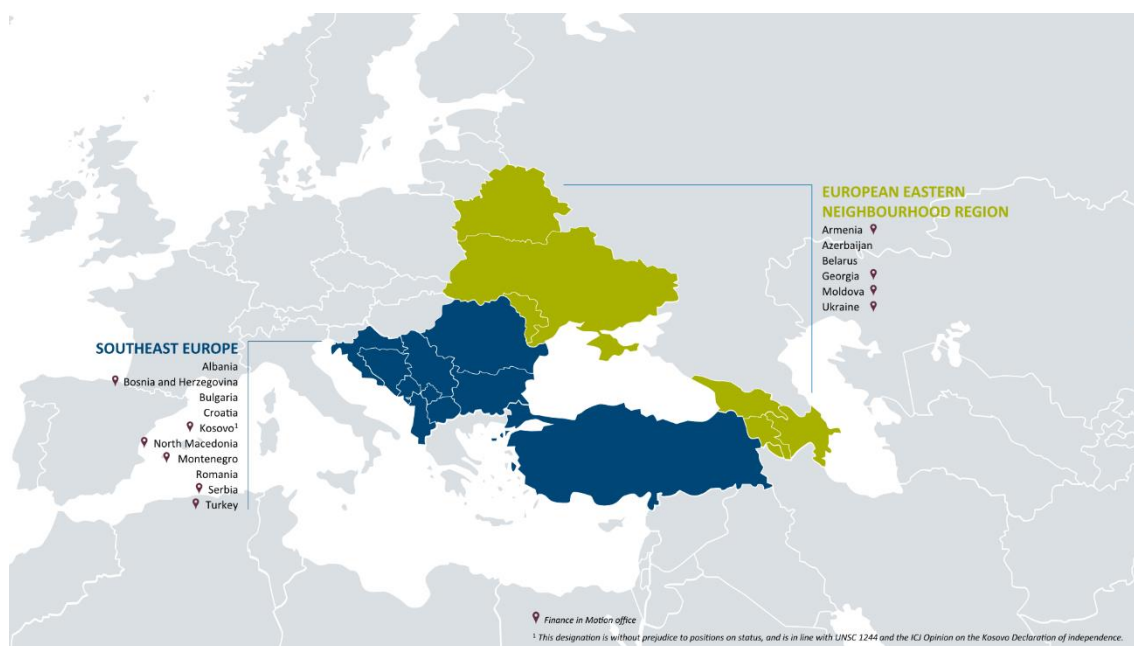 EUROPEAN EASTERN
NEIGHBOURHOOD REGION
Armenia
Azerbaijan
Belarus
Georgia
Moldova
Ukraine
SOUTHEAST EUROPE
Albania
Bosnia and Herzegovina
Bulgaria
Croatia
Kosovo¹
North Macedonia
Montenegro
Romania
Serbia
Turkey
Finance in Motion office
¹ This designation is without prejudice to positions on status, and is in line with UNSC 1244 and the ICJ Opinion on the Kosovo Declaration of independence.